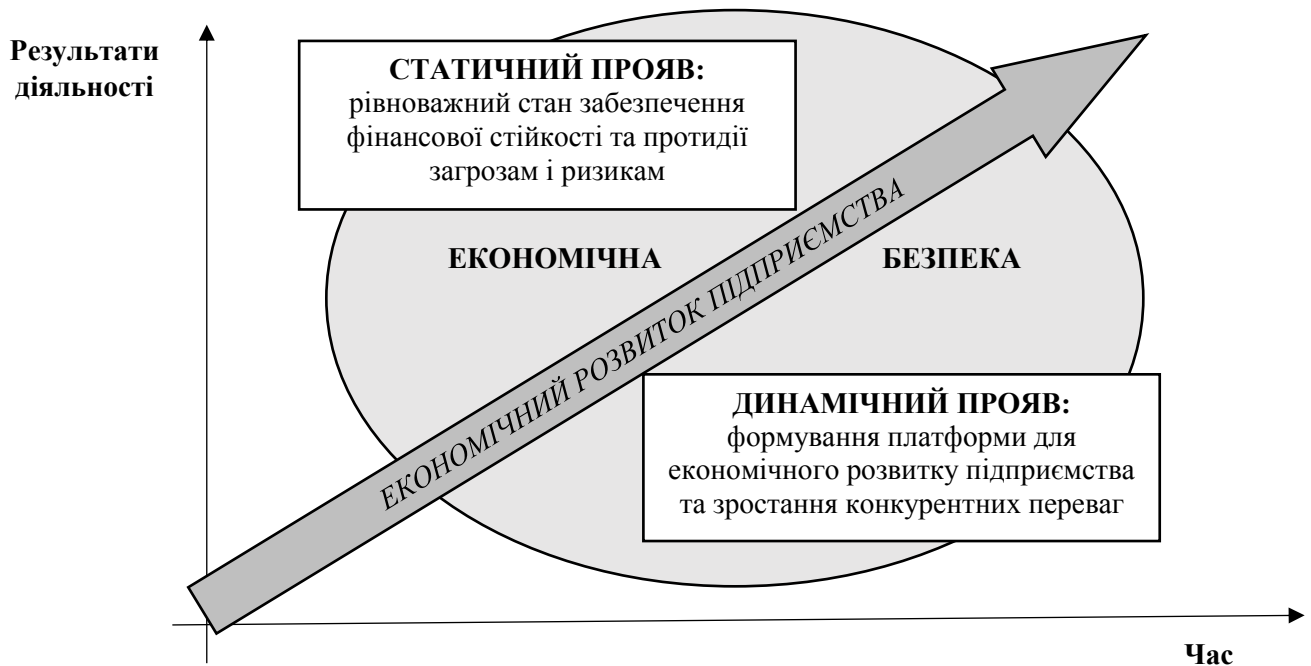 Результати
діяльності
СТАТИЧНИЙ ПРОЯВ:
рівноважний стан забезпечення
фінансової стійкості та протидії
загрозам і ризикам
ЕКОНОМІЧНА БЕЗПЕКА
ЕКОНОМІЧНИЙ РОЗВИТОК ПІДПРИЄМСТВА
ДИНАМІЧНИЙ ПРОЯВ:
формування платформи для
економічного розвитку підприємства
та зростання конкурентних переваг
Час